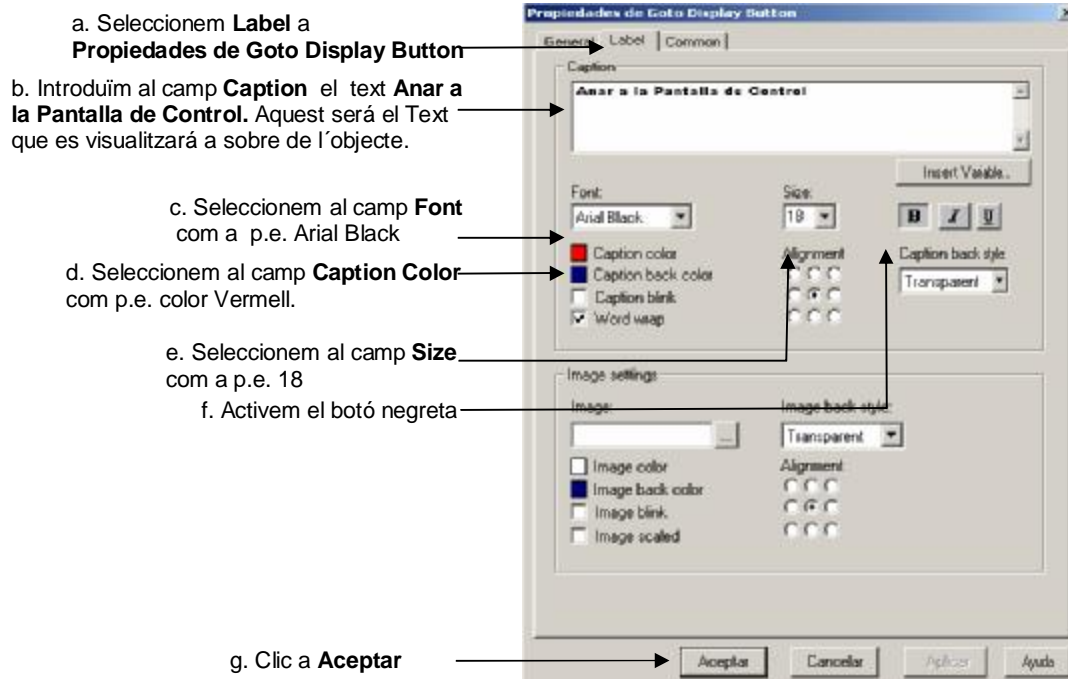 a. Seleccionem Label a
Propiedades de Goto Display Button
b. Introduïm al camp Caption el text Anar a
la Pantalla de Control. Aquest será el Text
que es visualitzará a sobre de l´objecte.
c. Seleccionem al camp Font
com a p.e. Arial Black
d. Seleccionem al camp Caption Color
com p.e. color Vermell.
e. Seleccionem al camp Size
com a p.e. 18
f. Activem el botó negreta
g. Clic a Aceptar
Propiedades de Goto Display Button
General Label Common
Caption
Anar a la Pantalla de Control
Insert Variable...
Font: Size:
Arial Black 18 B I U
Caption color Alignment Caption back style
Caption back color Transparent
Caption blink
Word wrap
Image settings
Image: Image back style:
... Transparent
Image color Alignment
Image back color
Image blink
Image scaled
Aceptar Cancelar Aplicar Ayuda